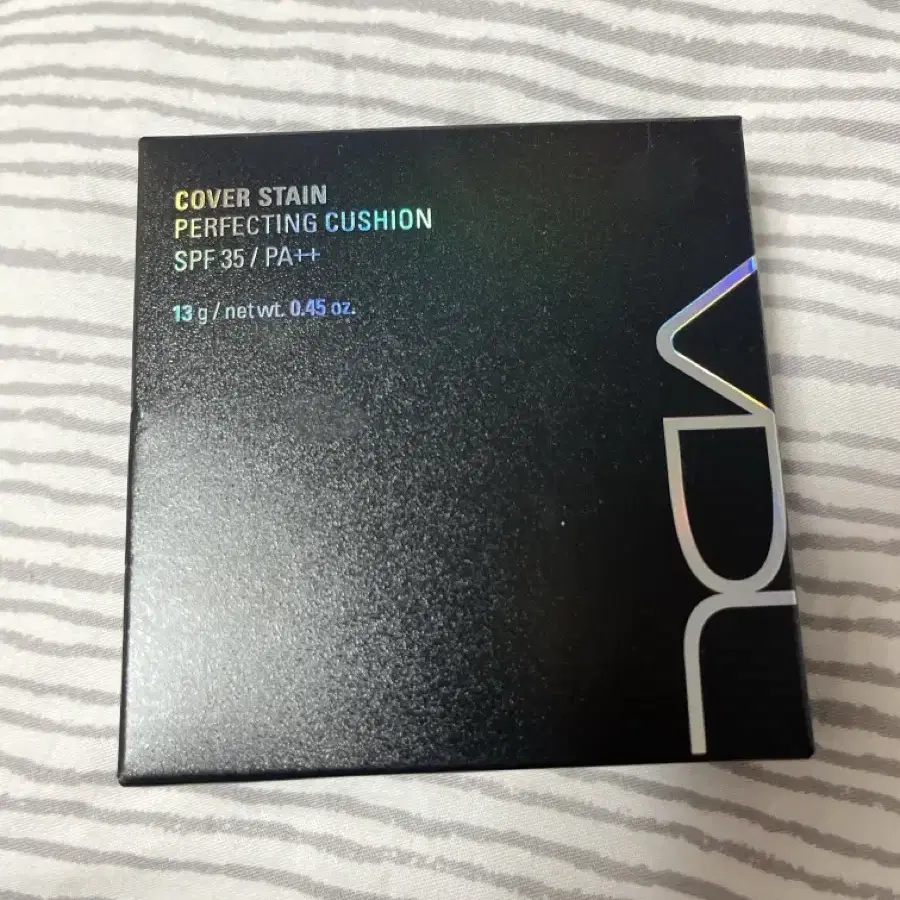 COVER STAIN
PERFECTING CUSHION
SPF 35 / PA++
13 g / net wt. 0.45 oz.
VDL